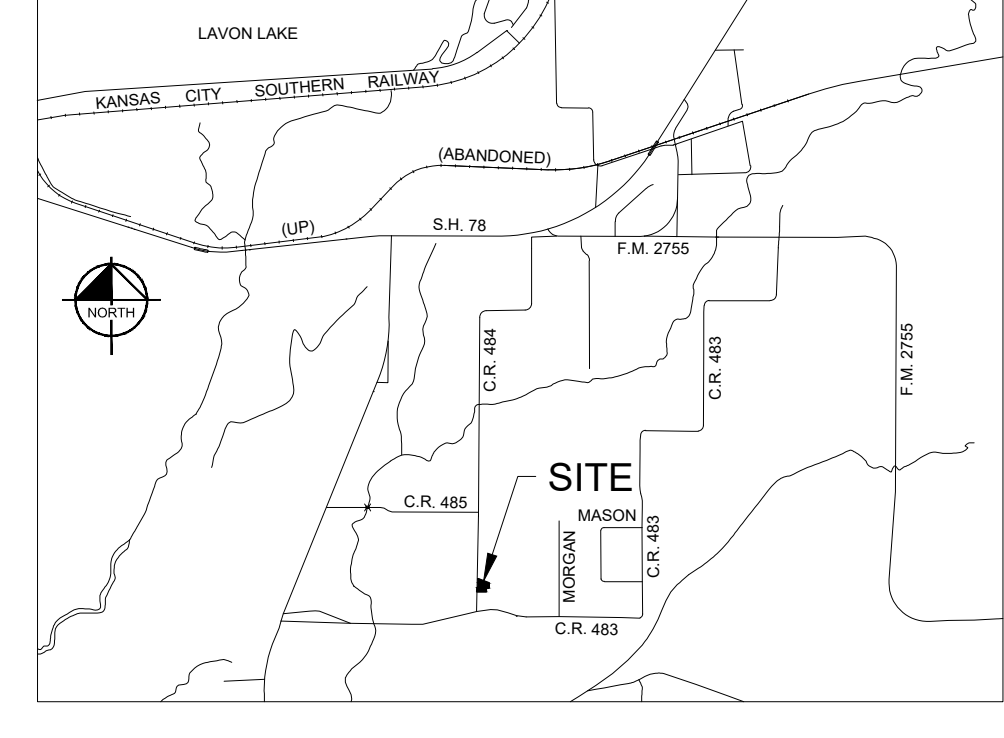 LAVON LAKE
KANSAS CITY SOUTHERN RAILWAY
(ABANDONED)
(UP)
S.H. 78
F.M. 2755
NORTH
C.R. 484
C.R. 483
F.M. 2755
SITE
C.R. 485
MASON
MORGAN
C.R. 483
C.R. 483